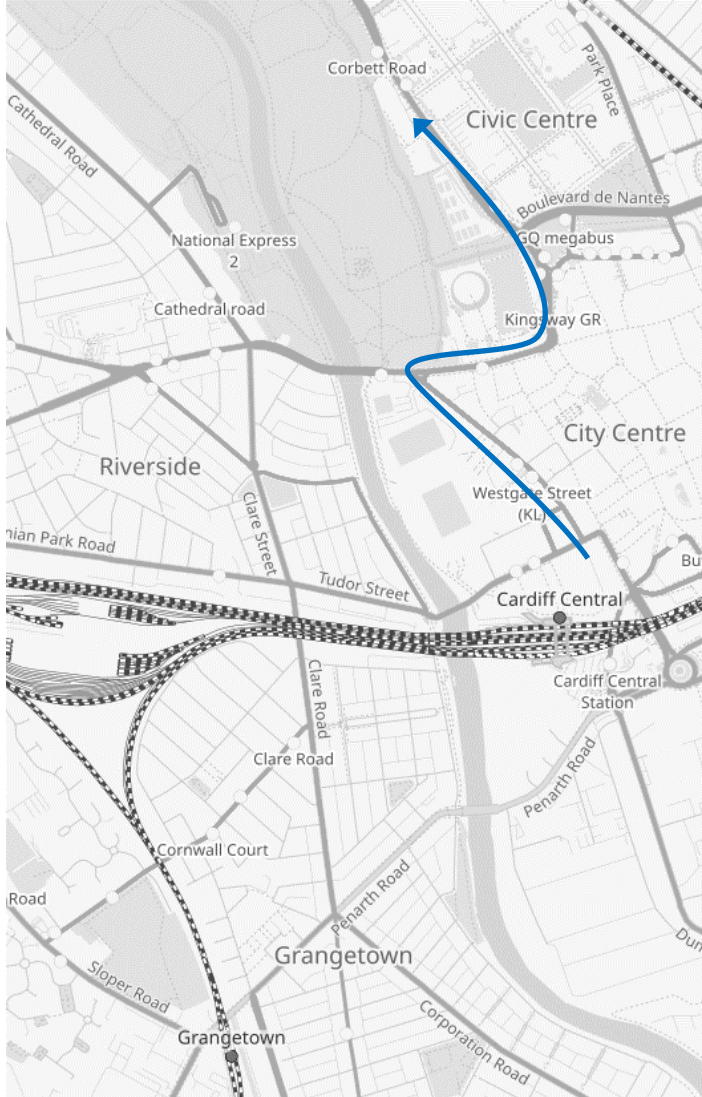 Corbett Road
Park Place
Civic Centre
Cathedral Road
Boulevard de Nantes
National Express
2
GQ megabus
Cathedral road
Kingsway GR
City Centre
Riverside
Westgate Street
(KL)
Clare Street
nian Park Road
Tudor Street
Bu
Cardiff Central
Cardiff Central
Station
Clare Road
Clare Road
Penarth Road
Cornwall Court
Road
Penarth Road
Dum
Grangetown
Sloper Road
Corporation Road
Grangetown